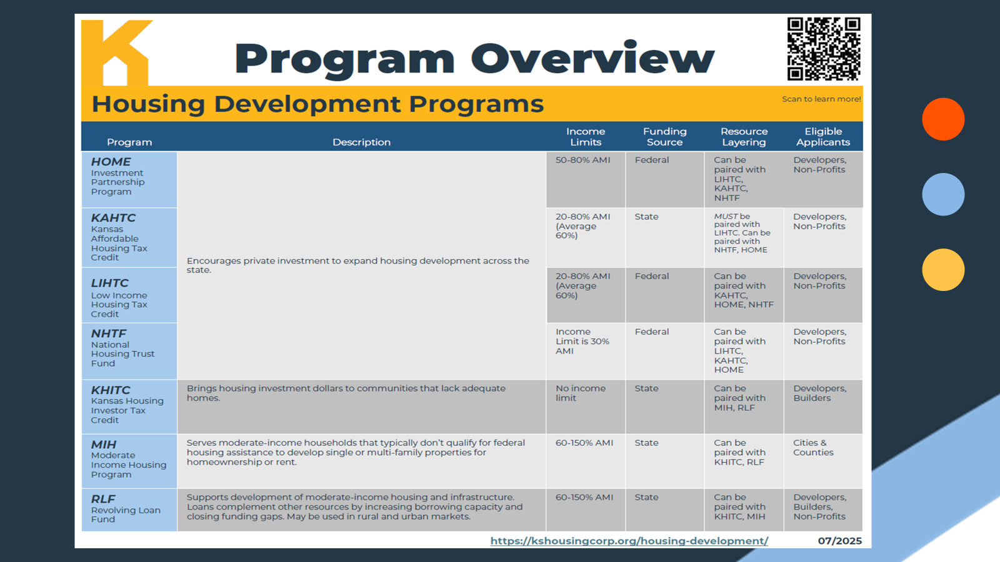 Program Overview
Housing Development Programs
Scan to learn more!
Program
Description
Income
Limits
Funding
Source
Resource
Layering
Eligible
Applicants
HOME
Investment
Partnership
Program
50-80% AMI
Federal
Can be
paired with
LIHTC,
KAHTC,
NHTF
Developers,
Non-Profits
KAHTC
Kansas
Affordable
Housing Tax
Credit
Encourages private investment to expand housing development across the
state.
20-80% AMI
(Average
60%)
State
MUST be
paired with
LIHTC. Can be
paired with
NHTF, HOME
Developers,
Non-Profits
LIHTC
Low Income
Housing Tax
Credit
20-80% AMI
(Average
60%)
Federal
Can be
paired with
KAHTC,
HOME, NHTF
Developers,
Non-Profits
NHTF
National
Housing Trust
Fund
Income
Limit is 30%
AMI
Federal
Can be
paired with
LIHTC,
KAHTC,
HOME
Developers,
Non-Profits
KHITC
Kansas Housing
Investor Tax
Credit
Brings housing investment dollars to communities that lack adequate
homes.
No income
limit
State
Can be
paired with
MIH, RLF
Developers,
Builders
MIH
Moderate
Income Housing
Program
Serves moderate-income households that typically don't qualify for federal
housing assistance to develop single or multi-family properties for
homeownership or rent.
60-150% AMI
State
Can be
paired with
KHITC, RLF
Cities &
Counties
RLF
Revolving Loan
Fund
Supports development of moderate-income housing and infrastructure.
Loans complement other resources by increasing borrowing capacity and
closing funding gaps. May be used in rural and urban markets.
60-150% AMI
State
Can be
paired with
KHITC, MIH
Developers,
Builders,
Non-Profits
https://kshousingcorp.org/housing-development/
07/2025